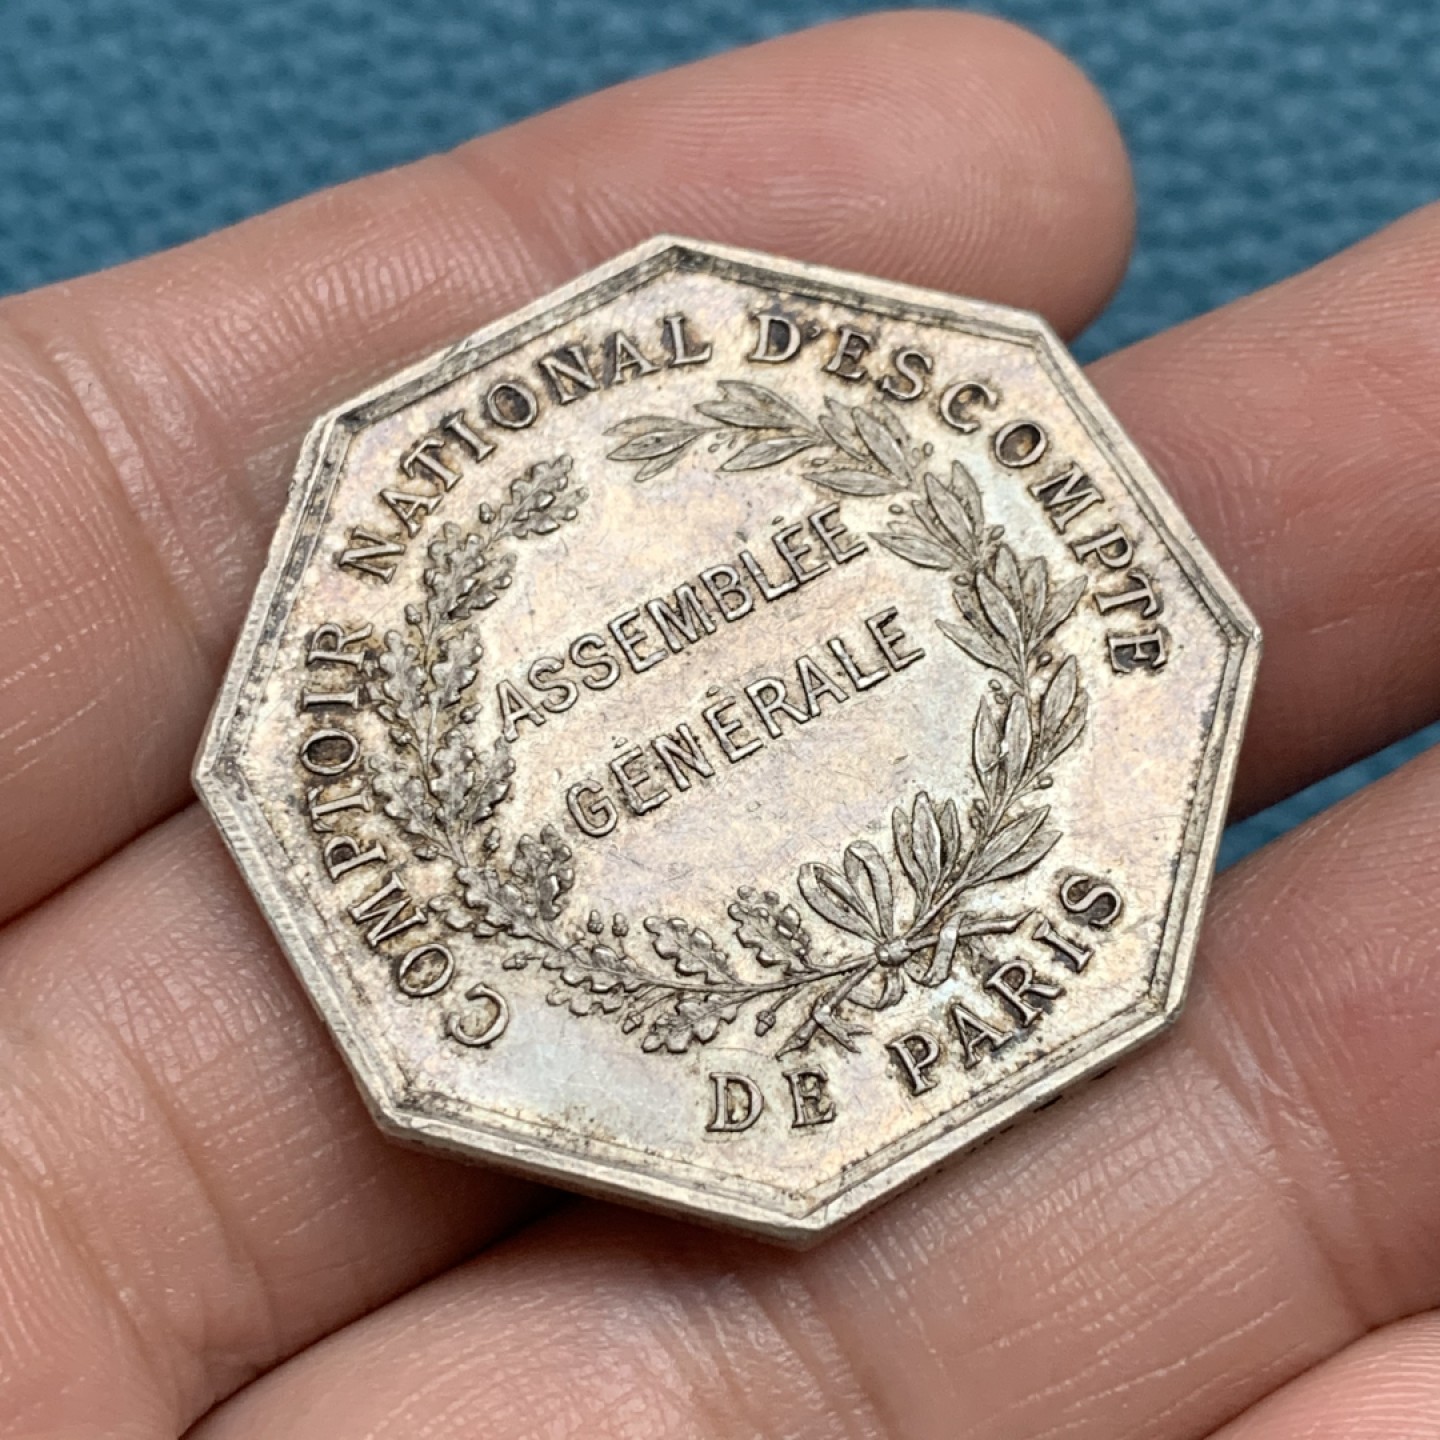 COMPTOIR NATIONAL D'ESCOMPTE
ASSEMBLÉE
GÉNÉRALE
DE PARIS